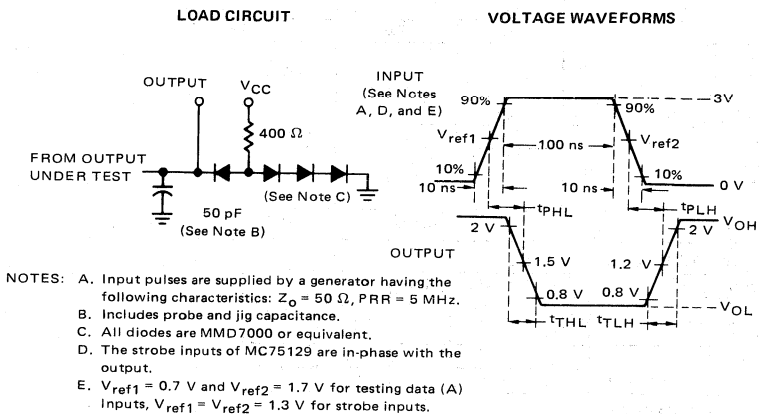 LOAD CIRCUIT
VOLTAGE WAVEFORMS
OUTPUT
VCC
400 Ω
FROM OUTPUT
UNDER TEST
(See Note C)
50 pF
(See Note B)
INPUT
(See Notes
A, D, and E)
90%
90%
3V
Vref1
100 ns
Vref2
10%
10%
10 ns
10 ns
0 V
tPHL
tPLH
VOH
2 V
2 V
OUTPUT
1.5 V
1.2 V
0.8 V
0.8 V
VOL
tTHL
tTLH
NOTES: A. Input pulses are supplied by a generator having the
following characteristics: Zo = 50 Ω, PRR = 5 MHz.
B. Includes probe and jig capacitance.
C. All diodes are MMD7000 or equivalent.
D. The strobe inputs of MC75129 are in-phase with the
output.
E. Vref1 = 0.7 V and Vref2 = 1.7 V for testing data (A)
Inputs, Vref1 = Vref2 = 1.3 V for strobe inputs.